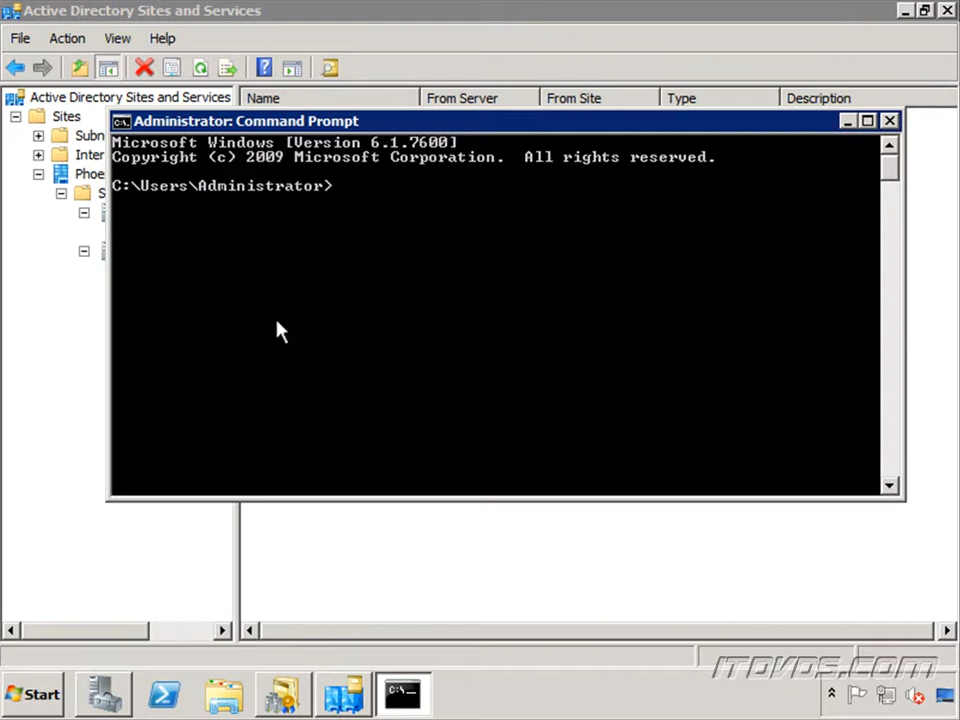 Active Directory Sites and Services
File Action View Help
Active Directory Sites and Services
Name From Server From Site Type Description
Sites
Subn
Inter
Phoe
S
Administrator: Command Prompt
Microsoft Windows [Version 6.1.7600]
Copyright (c) 2009 Microsoft Corporation. All rights reserved.
C:\Users\Administrator>
ITDVDS.COM
Start